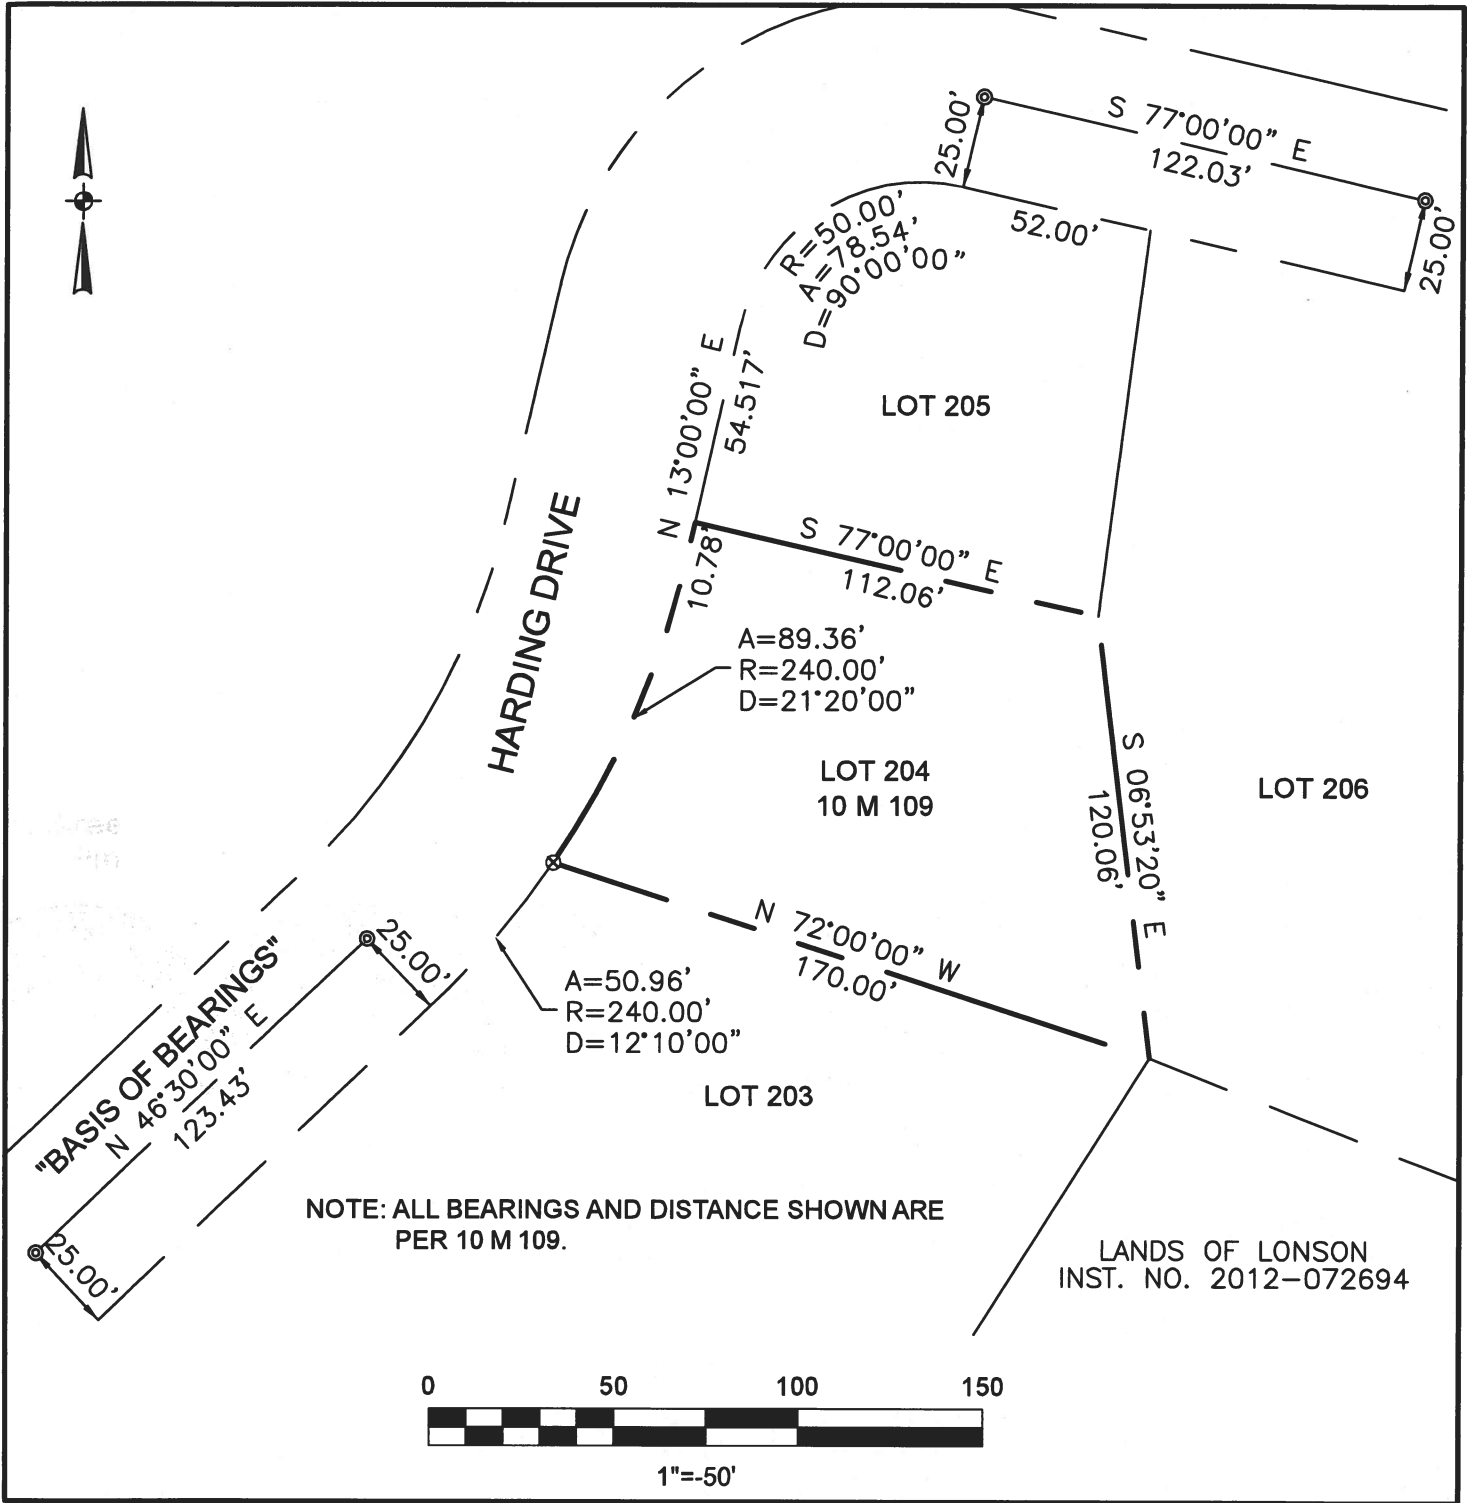 25.00'
S 77°00'00" E
122.03'
25.00'
52.00'
R=50.00'
A=78.54'
D=90°00'00"
N 13°00'00" E
54.517'
LOT 205
HARDING DRIVE
S 77°00'00" E
112.06'
10.78'
A=89.36'
R=240.00'
D=21°20'00"
LOT 204
10 M 109
LOT 206
S 06°53'20" E
120.06'
N 72°00'00" W
170.00'
25.00'
A=50.96'
R=240.00'
D=12°10'00"
"BASIS OF BEARINGS"
N 46°30'00" E
123.43'
LOT 203
25.00'
NOTE: ALL BEARINGS AND DISTANCE SHOWN ARE
PER 10 M 109.
LANDS OF LONSON
INST. NO. 2012-072694
0 50 100 150
1"=-50'